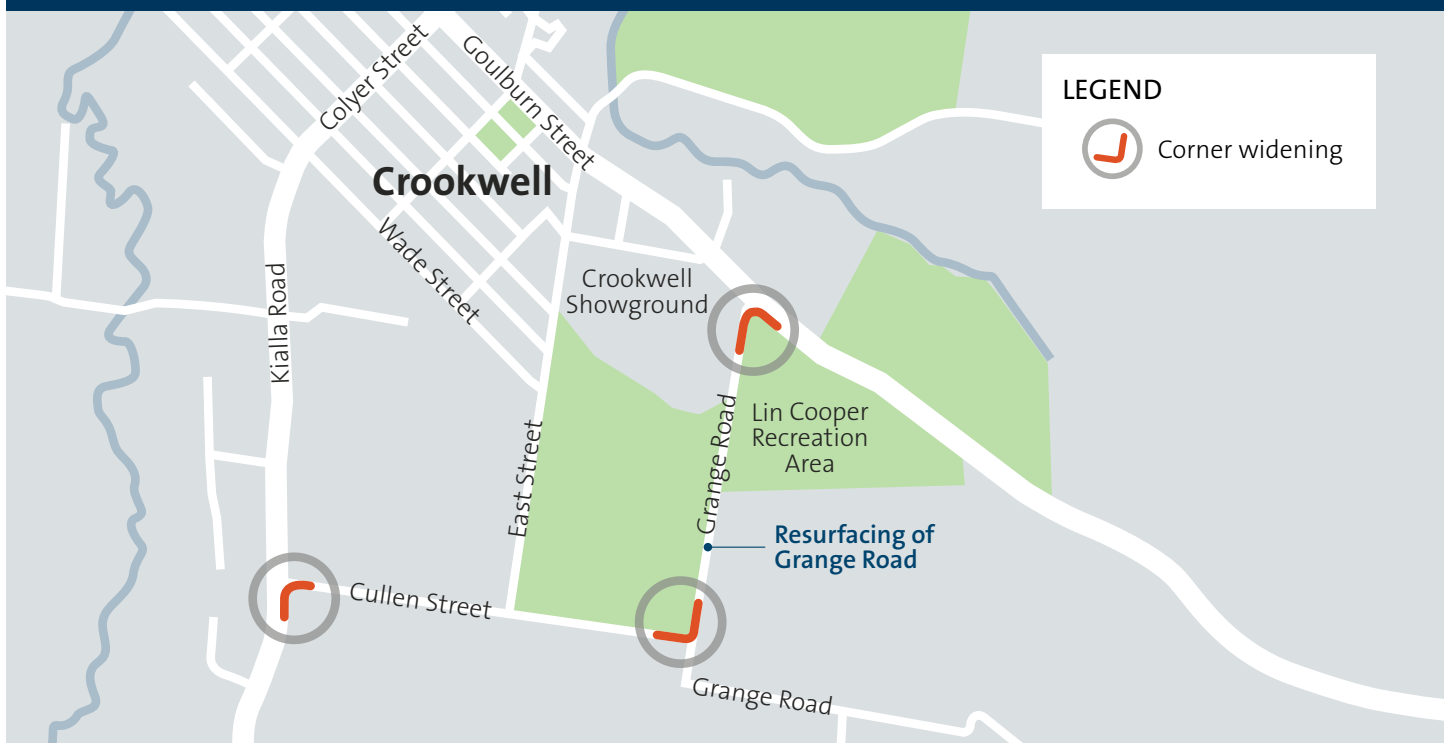 Colyer Street
Goulburn Street
LEGEND
Corner widening
Crookwell
Wade Street
Kialla Road
Crookwell
Showground
East Street
Grange Road
Lin Cooper
Recreation
Area
Resurfacing of
Grange Road
Cullen Street
Grange Road